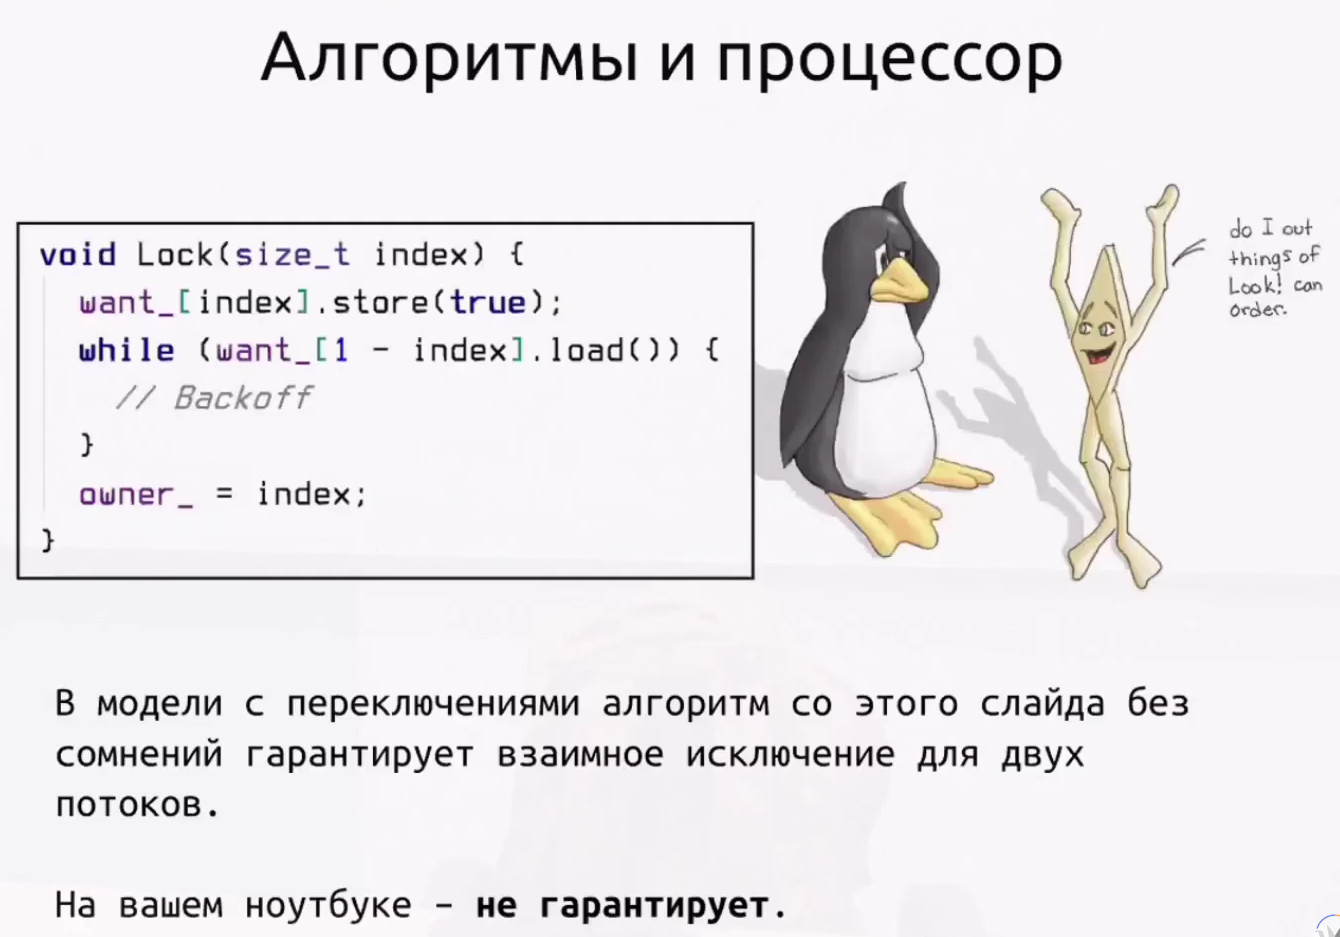 Алгоритмы и процессор
void Lock(size_t index) {
want_[index].store(true);
while (want_[1 - index].load()) {
// Backoff
}
owner_ = index;
}
do I out
things of
Look! can
order.
В модели с переключениями алгоритм со этого слайда без
сомнений гарантирует взаимное исключение для двух
потоков.
На вашем ноутбуке – не гарантирует.